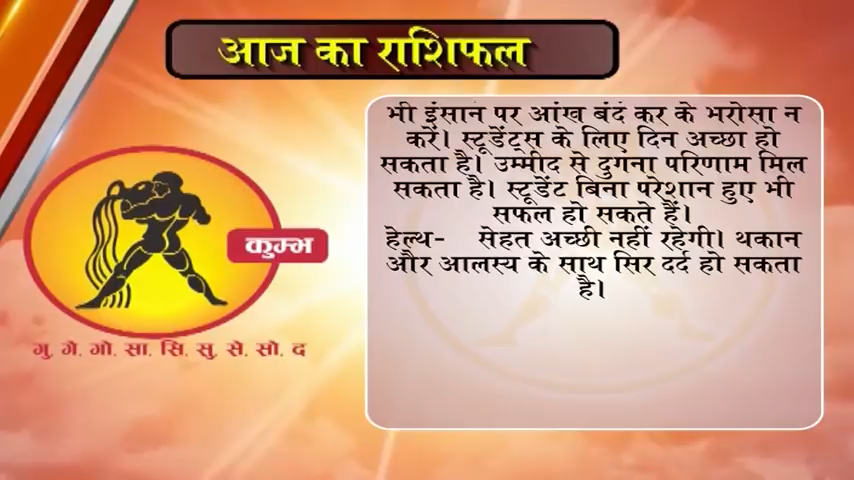 आज का राशिफल
भी इंसान पर आंख बंद कर के भरोसा न
करें। स्टूडेंट्स के लिए दिन अच्छा हो
सकता है। उम्मीद से दुगना परिणाम मिल
सकता है। स्टूडेंट बिना परेशान हुए भी
सफल हो सकते हैं।
हेल्थ- सेहत अच्छी नहीं रहेगी। थकान
और आलस्य के साथ सिर दर्द हो सकता
है।
कुम्भ
गु. गे. गो. सा. सि. सु. से. सो. द